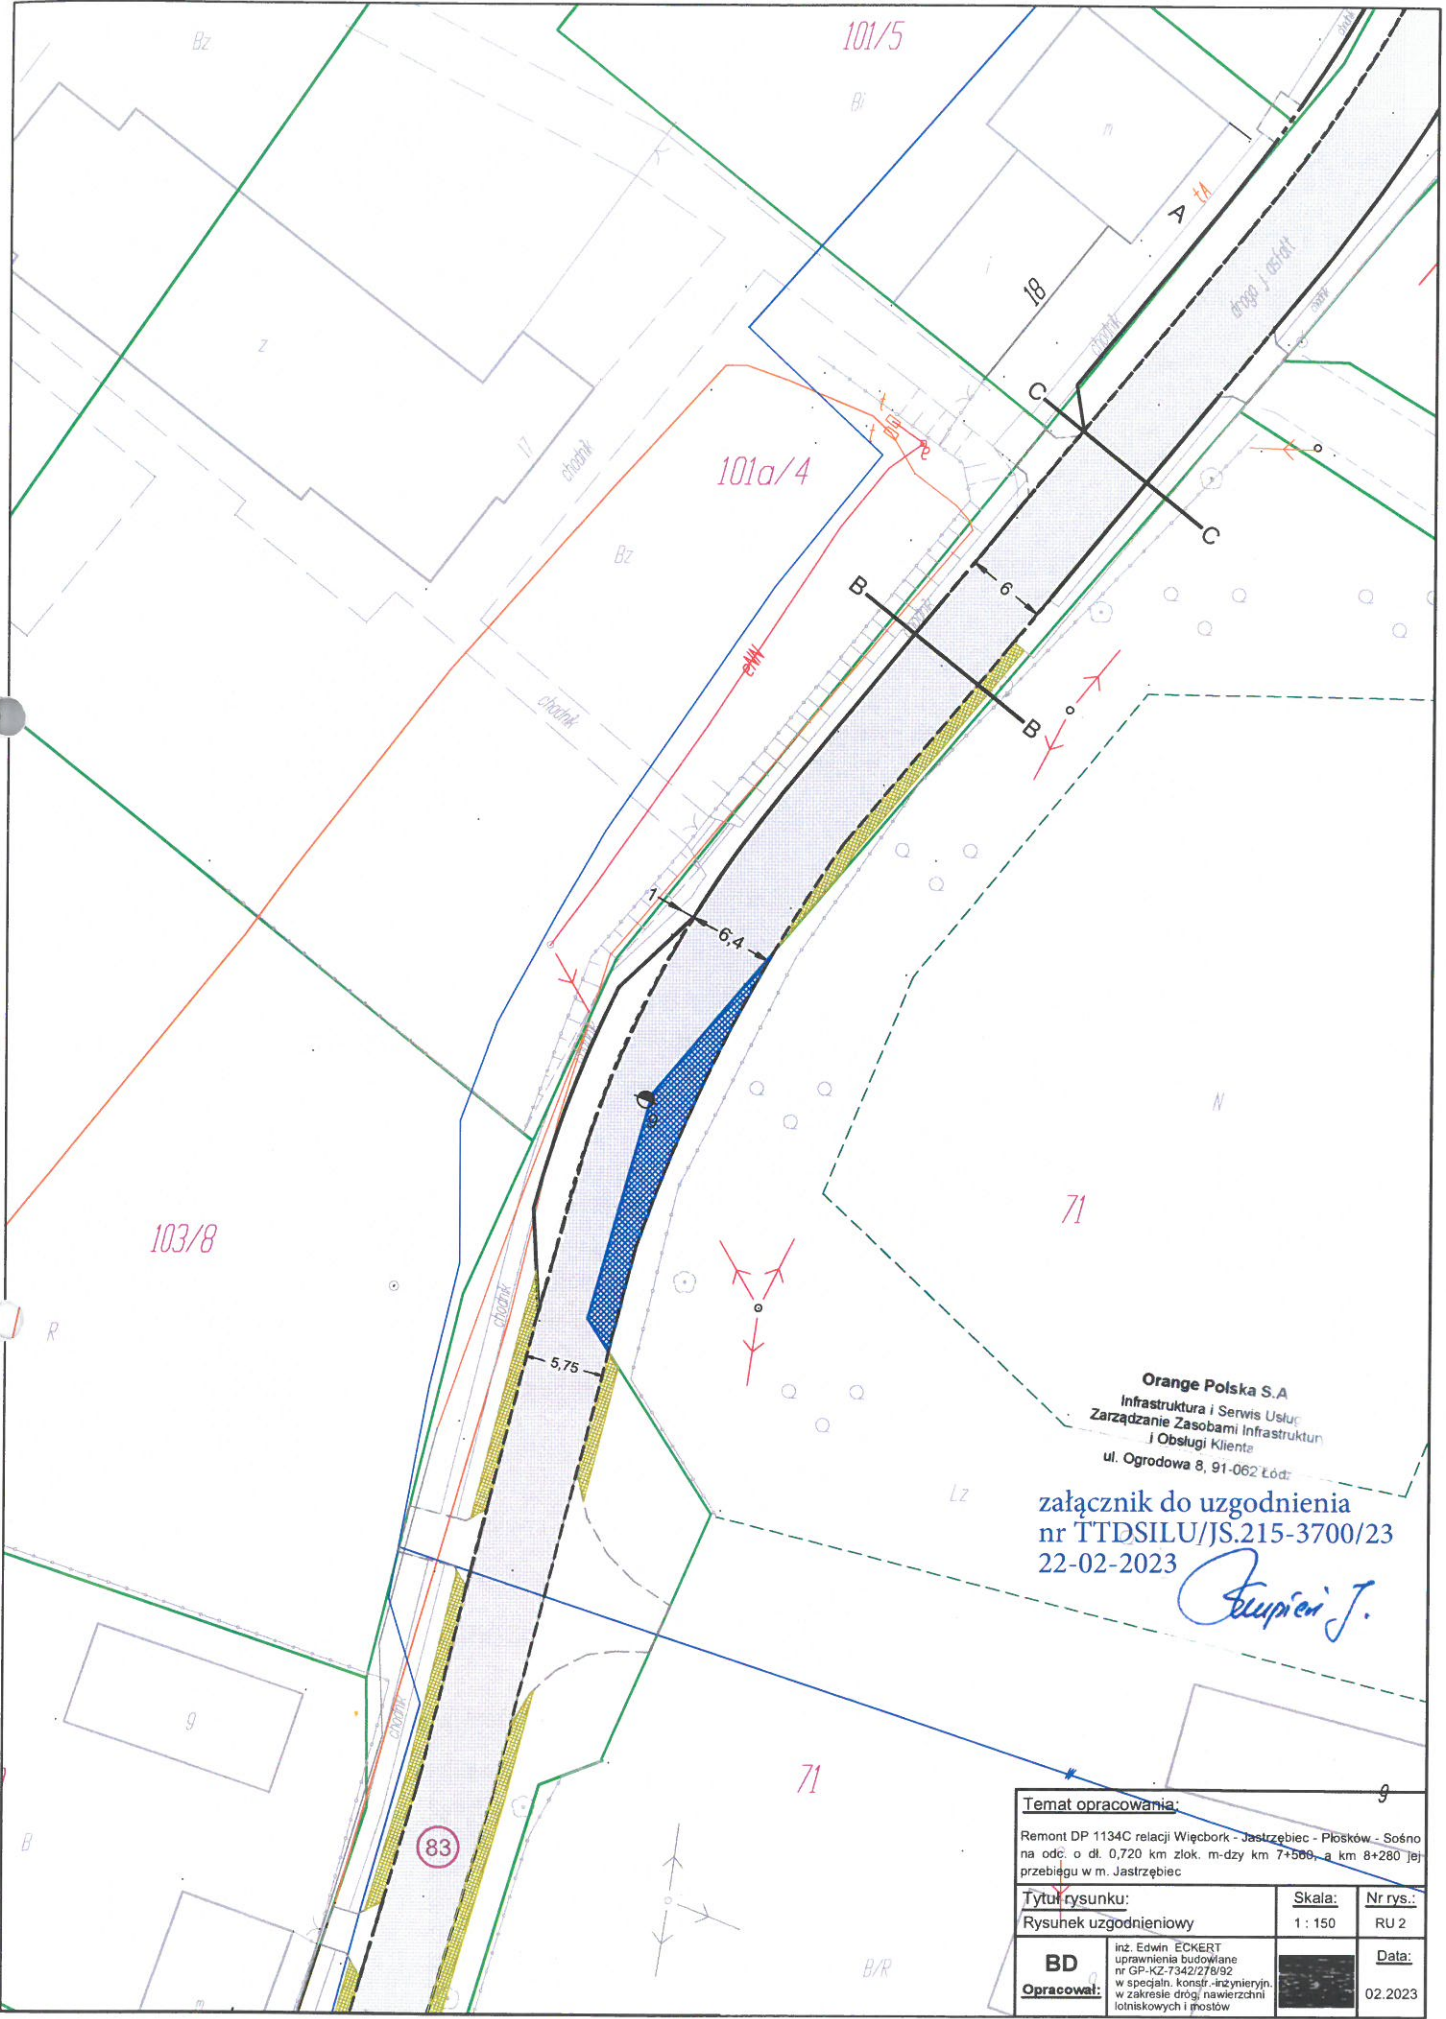 101/5
Bz
Bi
m
A
tA
z
i
18
droga j asfalt
chodnik
chodnik
C
17
chodnik
t
t
101a/4
e
C
Bz
B
6
chodnik
eNN
B
chodnik
1
6,4
9
N
71
103/8
chodnik
R
5,75
Orange Polska S.A
Infrastruktura i Serwis Usług
Zarządzanie Zasobami Infrastruktury
i Obsługi Klienta
ul. Ogrodowa 8, 91-062 Łódź
Lz
załącznik do uzgodnienia
nr TTDSILU/JS.215-3700/23
22-02-2023
g
chodnik
71
9
83
B
B/R
m
Temat opracowania:
Remont DP 1134C relacji Więcbork - Jastrzębiec - Płosków - Sośno
na odc. o dł. 0,720 km zlok. m-dzy km 7+560, a km 8+280 jej
przebiegu w m. Jastrzębiec
Tytuł rysunku:
Rysunek uzgodnieniowy
Skala:
1 : 150
Nr rys.:
RU 2
BD
Opracował:
inż. Edwin ECKERT
uprawnienia budowlane
nr GP-KZ-7342/278/92
w specjaln. konstr.-inżynieryjn.
w zakresie dróg, nawierzchni
lotniskowych i mostów
Data:
02.2023